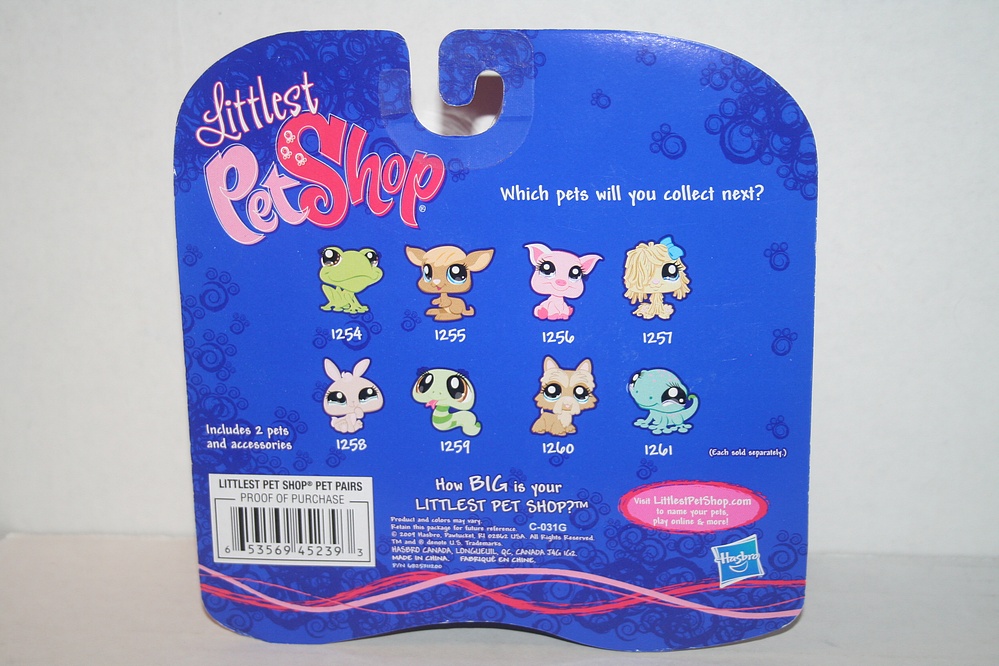 Littlest
PetShop®
Which pets will you collect next?
1254 1255 1256 1257
1258 1259 1260 1261
Includes 2 pets
and accessories
(Each sold separately.)
LITTLEST PET SHOP® PET PAIRS
PROOF OF PURCHASE
6 53569 45239 3
How BIG is your
LITTLEST PET SHOP?™
Product and colors may vary.
Retain this package for future reference. C-031G
© 2009 Hasbro, Pawtucket, RI 02862 USA. All Rights Reserved.
TM and ® denote U.S. Trademarks.
HASBRO CANADA, LONGUEUIL, QC, CANADA J4G 1G2.
MADE IN CHINA. FABRIQUÉ EN CHINE.
P/N
Visit LittlestPetShop.com
to name your pets,
play online & more!
Hasbro